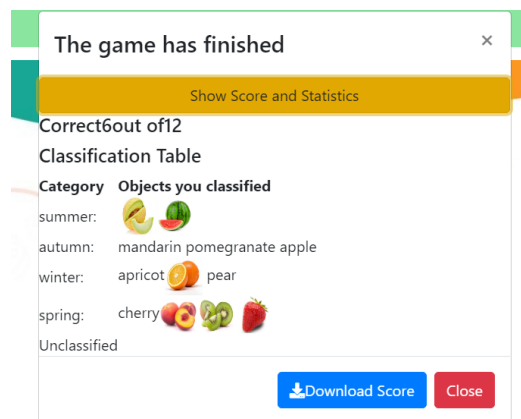 The game has finished ×
Show Score and Statistics
Correct6out of12
Classification Table
Category Objects you classified
summer:
autumn: mandarin pomegranate apple
winter: apricot pear
spring: cherry
Unclassified
Download Score Close